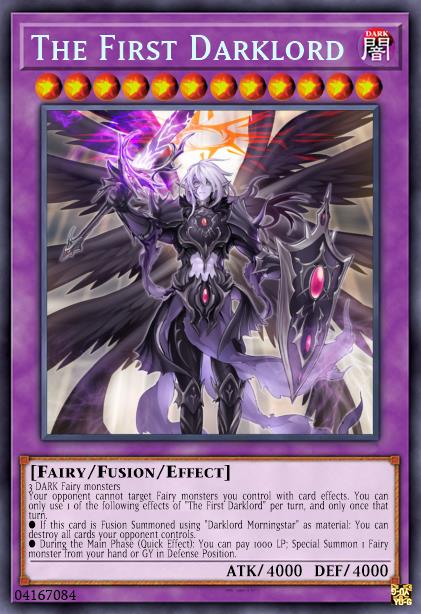 THE FIRST DARKLORD
DARK
闇
[FAIRY/FUSION/EFFECT]
3 DARK Fairy monsters
Your opponent cannot target Fairy monsters you control with card effects. You can
only use 1 of the following effects of "The First Darklord" per turn, and only once that
turn.
● If this card is Fusion Summoned using "Darklord Morningstar" as material: You can
destroy all cards your opponent controls.
● During the Main Phase (Quick Effect): You can pay 1000 LP; Special Summon 1 Fairy
monster from your hand or GY in Defense Position.
ATK/4000 DEF/4000
04167084